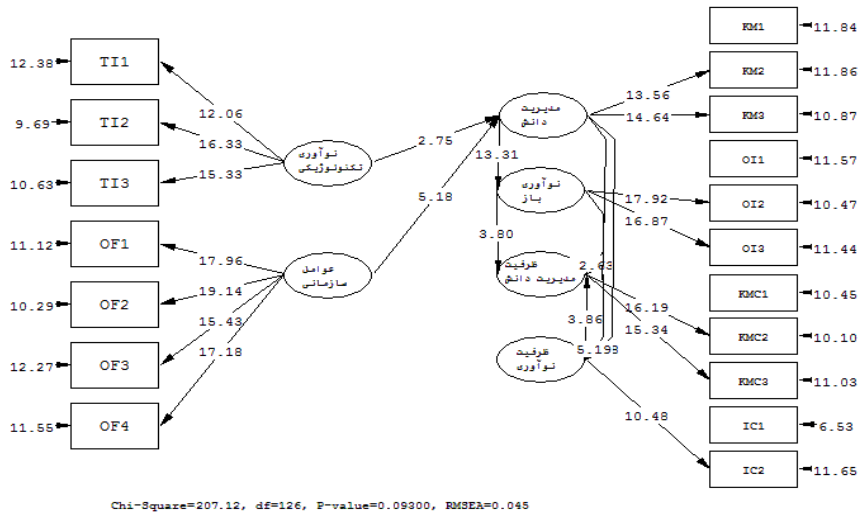 12.38
TI1
9.69
TI2
10.63
TI3
11.12
OF1
10.29
OF2
12.27
OF3
11.55
OF4
12.06
16.33
15.33
نوآوری
تکنولوژیکی
17.96
19.14
15.43
17.18
عوامل
سازمانی
2.75
5.18
مدیریت
دانش
13.31
نوآوری
باز
3.80
ظرفیت
مدیریت دانش
2.63
3.86
ظرفیت
نوآوری
13.56
14.64
17.92
16.87
16.19
15.34
10.48
KM1
11.84
KM2
11.86
KM3
10.87
OI1
11.57
OI2
10.47
OI3
11.44
KMC1
10.45
KMC2
10.10
KMC3
11.03
IC1
6.53
IC2
11.65
Chi-Square=207.12, df=126, P-value=0.09300, RMSEA=0.045